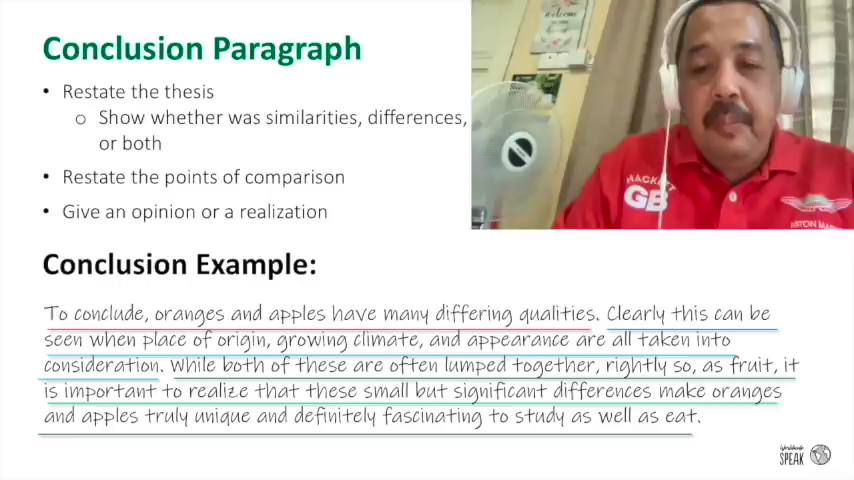 Conclusion Paragraph
• Restate the thesis
o Show whether was similarities, differences,
or both
• Restate the points of comparison
• Give an opinion or a realization
Conclusion Example:
To conclude, oranges and apples have many differing qualities. Clearly this can be
seen when place of origin, growing climate, and appearance are all taken into
consideration. While both of these are often lumped together, rightly so, as fruit, it
is important to realize that these small but significant differences make oranges
and apples truly unique and definitely fascinating to study as well as eat.
welcome
HACKETT
GB
SPEAK